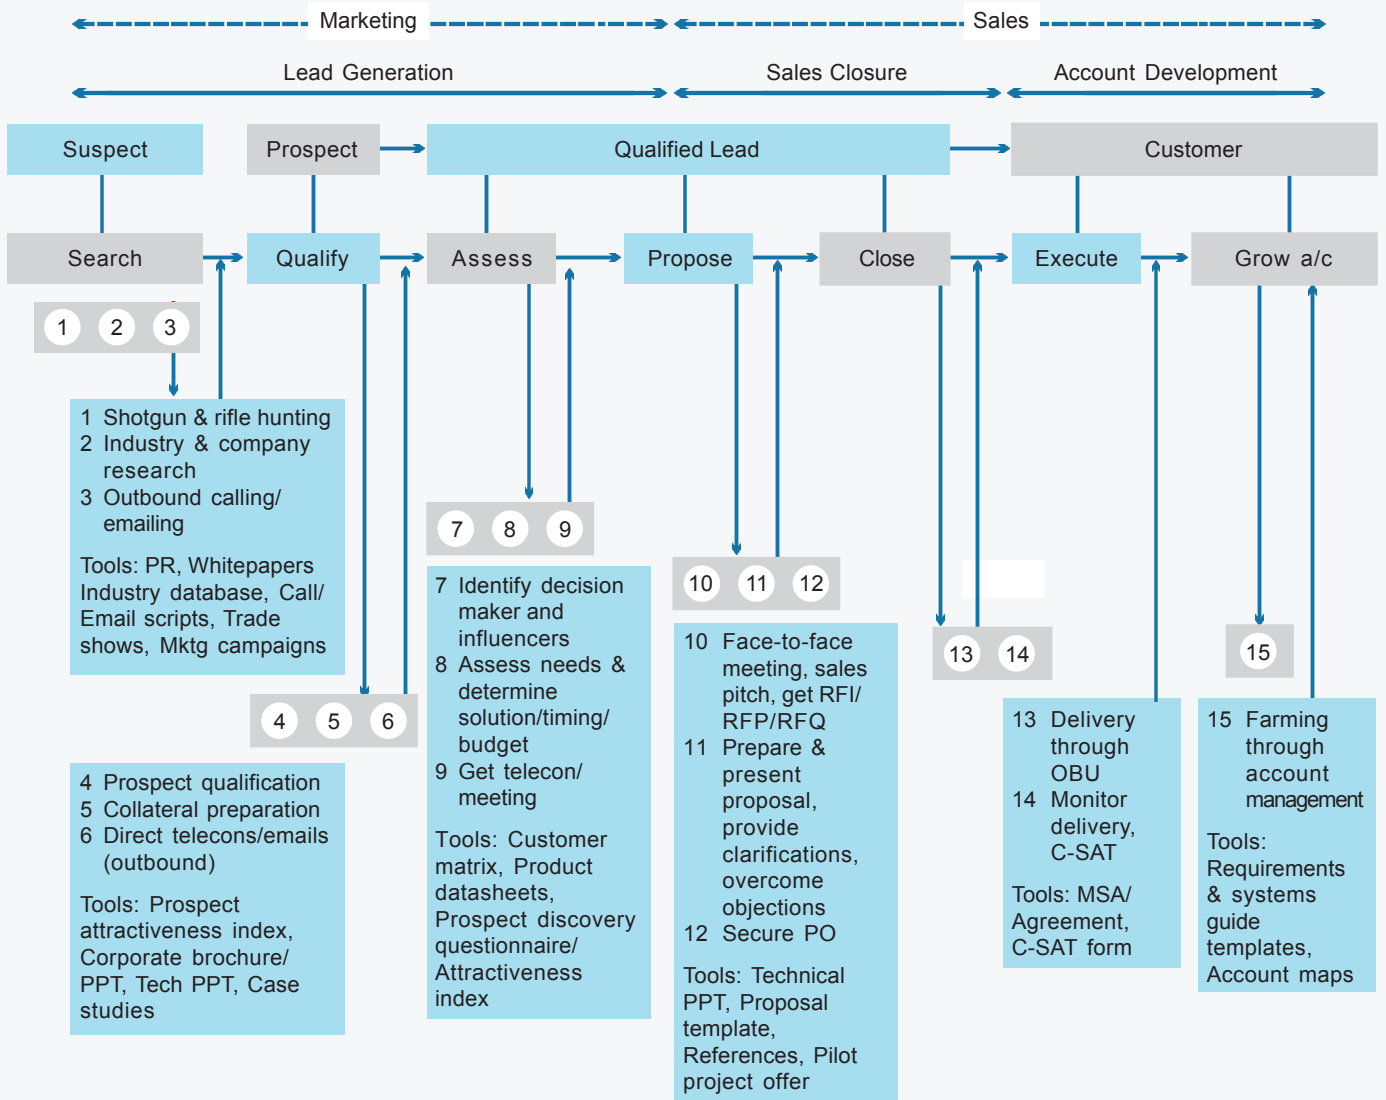 Marketing
Sales
Lead Generation
Sales Closure
Account Development
Suspect
Prospect
Qualified Lead
Customer
Search
Qualify
Assess
Propose
Close
Execute
Grow a/c
1 2 3
1 Shotgun & rifle hunting
2 Industry & company
research
3 Outbound calling/
emailing
Tools: PR, Whitepapers
Industry database, Call/
Email scripts, Trade
shows, Mktg campaigns
4 5 6
4 Prospect qualification
5 Collateral preparation
6 Direct telecons/emails
(outbound)
Tools: Prospect
attractiveness index,
Corporate brochure/
PPT, Tech PPT, Case
studies
7 8 9
7 Identify decision
maker and
influencers
8 Assess needs &
determine
solution/timing/
budget
9 Get telecon/
meeting
Tools: Customer
matrix, Product
datasheets,
Prospect discovery
questionnaire/
Attractiveness
index
10 11 12
10 Face-to-face
meeting, sales
pitch, get RFI/
RFP/RFQ
11 Prepare &
present
proposal,
provide
clarifications,
overcome
objections
12 Secure PO
Tools: Technical
PPT, Proposal
template,
References, Pilot
project offer
13 14
13 Delivery
through
OBU
14 Monitor
delivery,
C-SAT
Tools: MSA/
Agreement,
C-SAT form
15
15 Farming
through
account
management
Tools:
Requirements
& systems
guide
templates,
Account maps